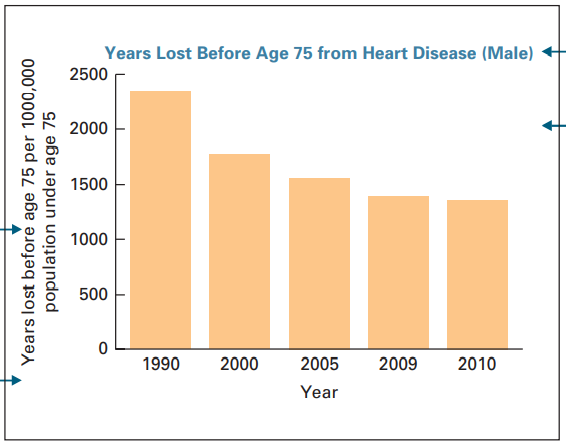 Years Lost Before Age 75 from Heart Disease (Male)
Years lost before age 75 per 1000,000
population under age 75
2500
2000
1500
1000
500
0
1990 2000 2005 2009 2010
Year